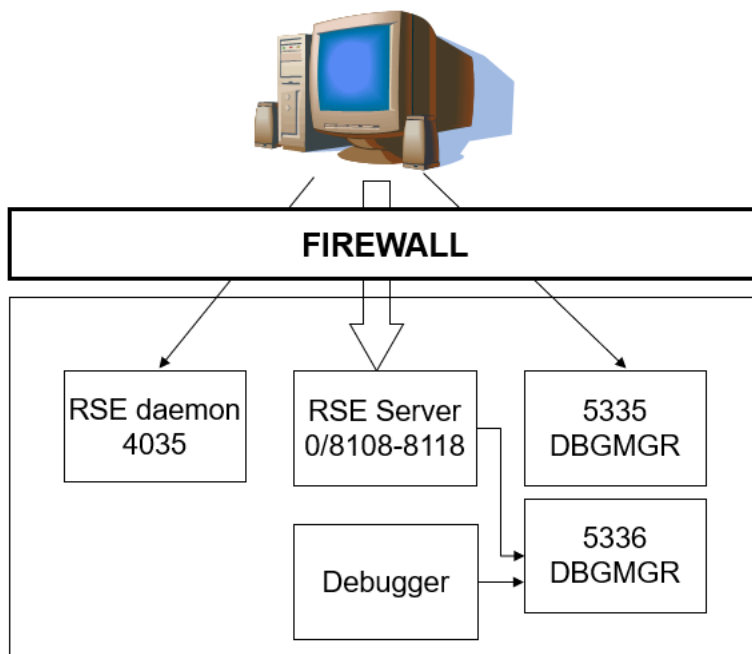 FIREWALL
RSE daemon
4035
RSE Server
0/8108-8118
5335
DBGMGR
Debugger
5336
DBGMGR